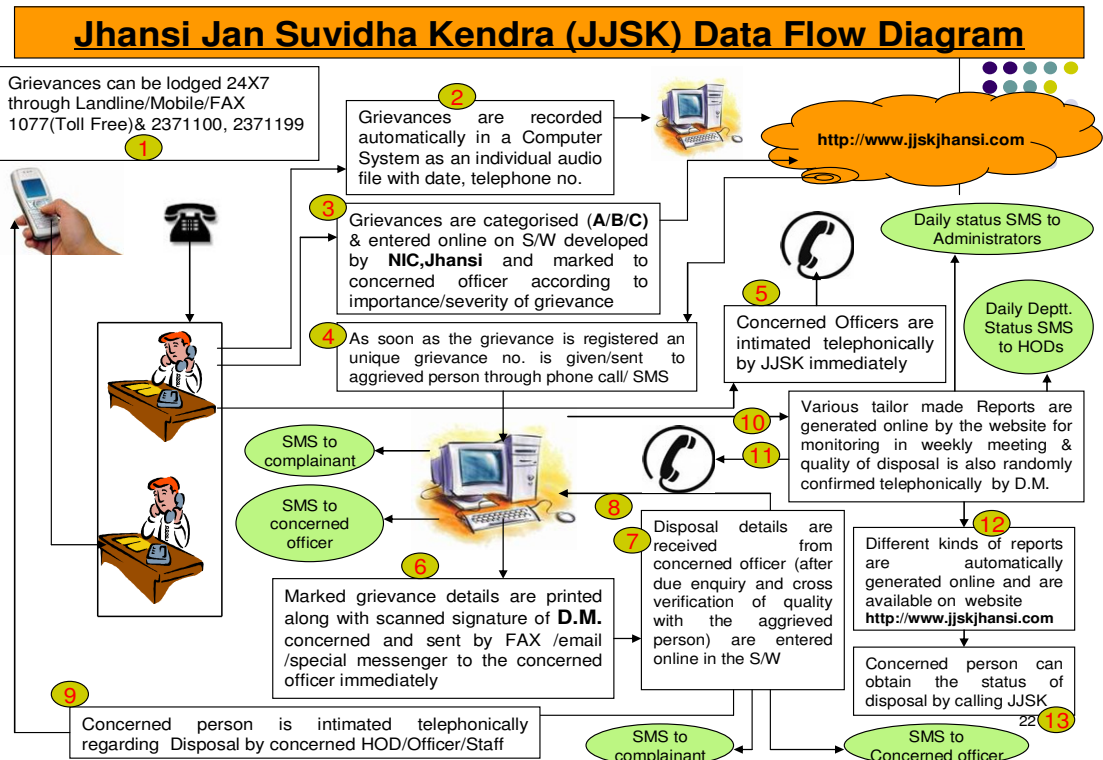 Jhansi Jan Suvidha Kendra (JJSK) Data Flow Diagram
Grievances can be lodged 24X7
through Landline/Mobile/FAX
1077(Toll Free)& 2371100, 2371199
1
2
Grievances are recorded
automatically in a Computer
System as an individual audio
file with date, telephone no.
http://www.jjskjhansi.com
3
Grievances are categorised (A/B/C)
& entered online on S/W developed
by NIC,Jhansi and marked to
concerned officer according to
importance/severity of grievance
Daily status SMS to
Administrators
4
As soon as the grievance is registered an
unique grievance no. is given/sent to
aggrieved person through phone call/ SMS
5
Concerned Officers are
intimated telephonically
by JJSK immediately
Daily Deptt.
Status SMS
to HODs
10
11
Various tailor made Reports are
generated online by the website for
monitoring in weekly meeting &
quality of disposal is also randomly
confirmed telephonically by D.M.
SMS to
complainant
SMS to
concerned
officer
6
Marked grievance details are printed
along with scanned signature of D.M.
concerned and sent by FAX /email
/special messenger to the concerned
officer immediately
8
7
Disposal details are
received from
concerned officer (after
due enquiry and cross
verification of quality
with the aggrieved
person) are entered
online in the S/W
12
Different kinds of reports
are automatically
generated online and are
available on website
http://www.jjskjhansi.com
Concerned person can
obtain the status of
disposal by calling JJSK
22
13
9
Concerned person is intimated telephonically
regarding Disposal by concerned HOD/Officer/Staff
SMS to
complainant
SMS to
Concerned officer